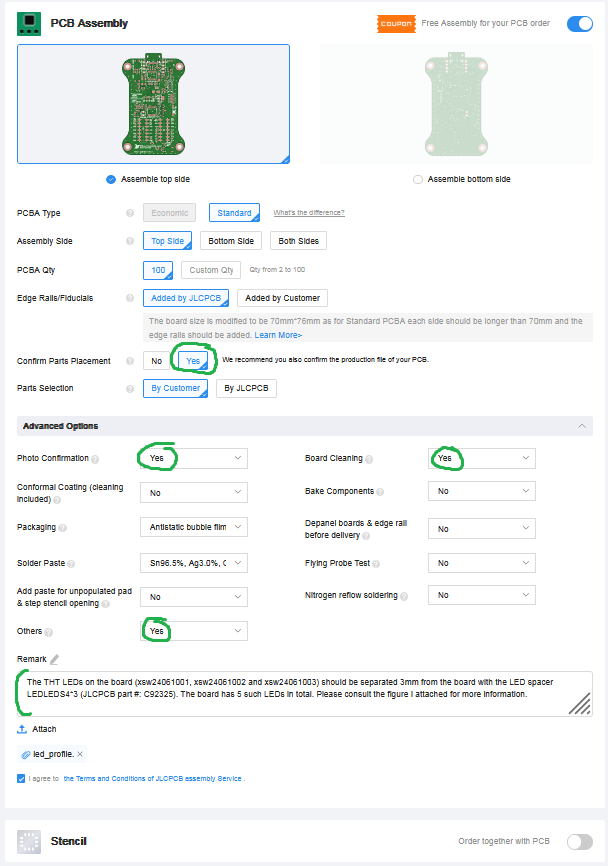 PCB Assembly
COUPON Free Assembly for your PCB order
Assemble top side
Assemble bottom side
PCBA Type
Economic
Standard
What's the difference?
Assembly Side
Top Side
Bottom Side
Both Sides
PCBA Qty
100
Custom Qty
Qty from 2 to 100
Edge Rails/Fiducials
Added by JLCPCB
Added by Customer
The board size is modified to be 70mm*76mm as for Standard PCBA each side should be longer than 70mm and the
edge rails should be added. Learn More>
Confirm Parts Placement
No
Yes
We recommend you also confirm the production file of your PCB.
Parts Selection
By Customer
By JLCPCB
Advanced Options
Photo Confirmation
Yes
Board Cleaning
Yes
Conformal Coating (cleaning
included)
No
Bake Components
No
Packaging
Antistatic bubble film
Depanel boards & edge rail
before delivery
No
Solder Paste
Sn96.5%, Ag3.0%, C
Flying Probe Test
No
Add paste for unpopulated pad
& step stencil opening
No
Nitrogen reflow soldering
No
Others
Yes
Remark
The THT LEDs on the board (xsw24061001, xsw24061002 and xsw24061003) should be separated 3mm from the board with the LED spacer
LEDLEDS4*3 (JLCPCB part #: C92325). The board has 5 such LEDs in total. Please consult the figure I attached for more information.
Attach
led_profile.
I agree to the Terms and Conditions of JLCPCB assembly Service .
Stencil
Order together with PCB